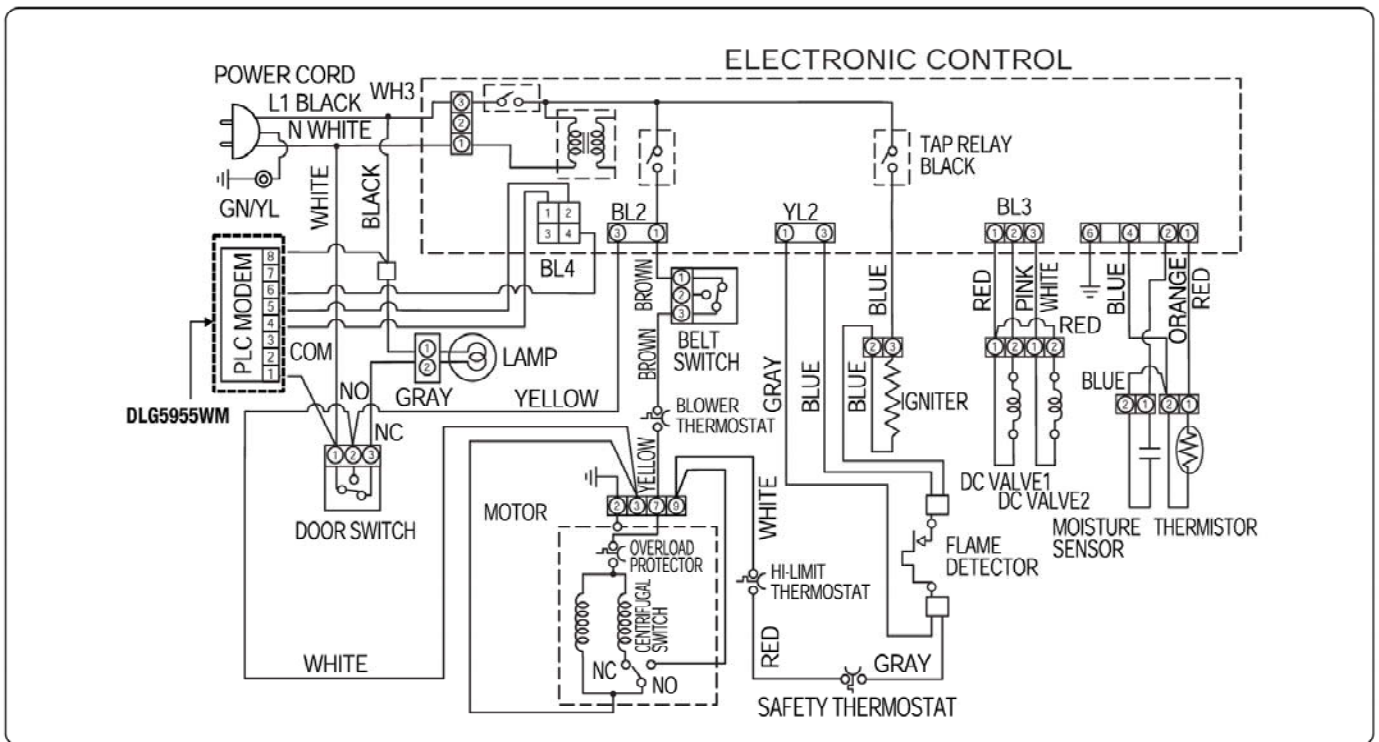 ELECTRONIC CONTROL
POWER CORD
L1 BLACK
WH3
N WHITE
GN/YL
WHITE
BLACK
3
2
1
TAP RELAY
BLACK
BL2
3 1
YL2
1 3
BL3
1 2 3
6 4 2 1
1 2
3 4
BL4
PLC MODEM
8
7
6
5
4
3
2
1
DLG5955WM
COM
NO
NC
1 2 3
DOOR SWITCH
1
2
LAMP
GRAY
YELLOW
BROWN
1
2
3
BELT
SWITCH
BROWN
BLOWER
THERMOSTAT
YELLOW
GRAY
BLUE
BLUE
BLUE
2 3
IGNITER
RED
PINK
WHITE
RED
1 2 1 2
DC VALVE1
DC VALVE2
BLUE
ORANGE
RED
BLUE
2 1 2 1
MOISTURE
SENSOR
THERMISTOR
MOTOR
2 3 7 9
OVERLOAD
PROTECTOR
CENTRIFUGAL
SWITCH
NC
NO
WHITE
WHITE
HI-LIMIT
THERMOSTAT
RED
GRAY
SAFETY THERMOSTAT
FLAME
DETECTOR